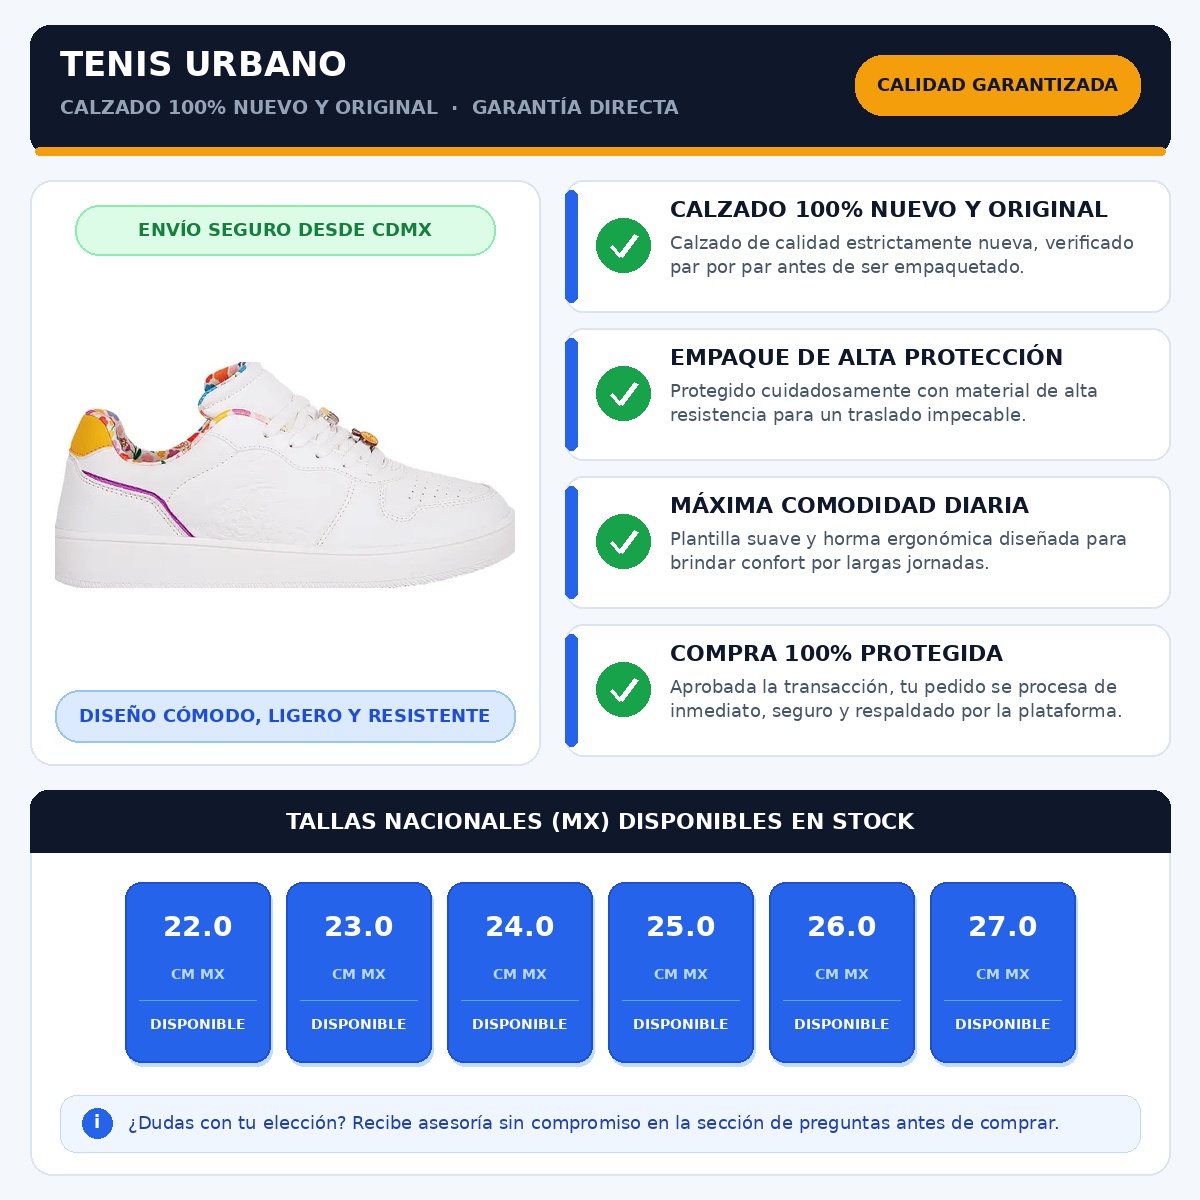 TENIS URBANO
CALZADO 100% NUEVO Y ORIGINAL · GARANTÍA DIRECTA
CALIDAD GARANTIZADA
ENVÍO SEGURO DESDE CDMX
DISEÑO CÓMODO, LIGERO Y RESISTENTE
CALZADO 100% NUEVO Y ORIGINAL
Calzado de calidad estrictamente nueva, verificado
par por par antes de ser empaquetado.
EMPAQUE DE ALTA PROTECCIÓN
Protegido cuidadosamente con material de alta
resistencia para un traslado impecable.
MÁXIMA COMODIDAD DIARIA
Plantilla suave y horma ergonómica diseñada para
brindar confort por largas jornadas.
COMPRA 100% PROTEGIDA
Aprobada la transacción, tu pedido se procesa de
inmediato, seguro y respaldado por la plataforma.
TALLAS NACIONALES (MX) DISPONIBLES EN STOCK
22.0
CM MX
DISPONIBLE
23.0
CM MX
DISPONIBLE
24.0
CM MX
DISPONIBLE
25.0
CM MX
DISPONIBLE
26.0
CM MX
DISPONIBLE
27.0
CM MX
DISPONIBLE
i
¿Dudas con tu elección? Recibe asesoría sin compromiso en la sección de preguntas antes de comprar.